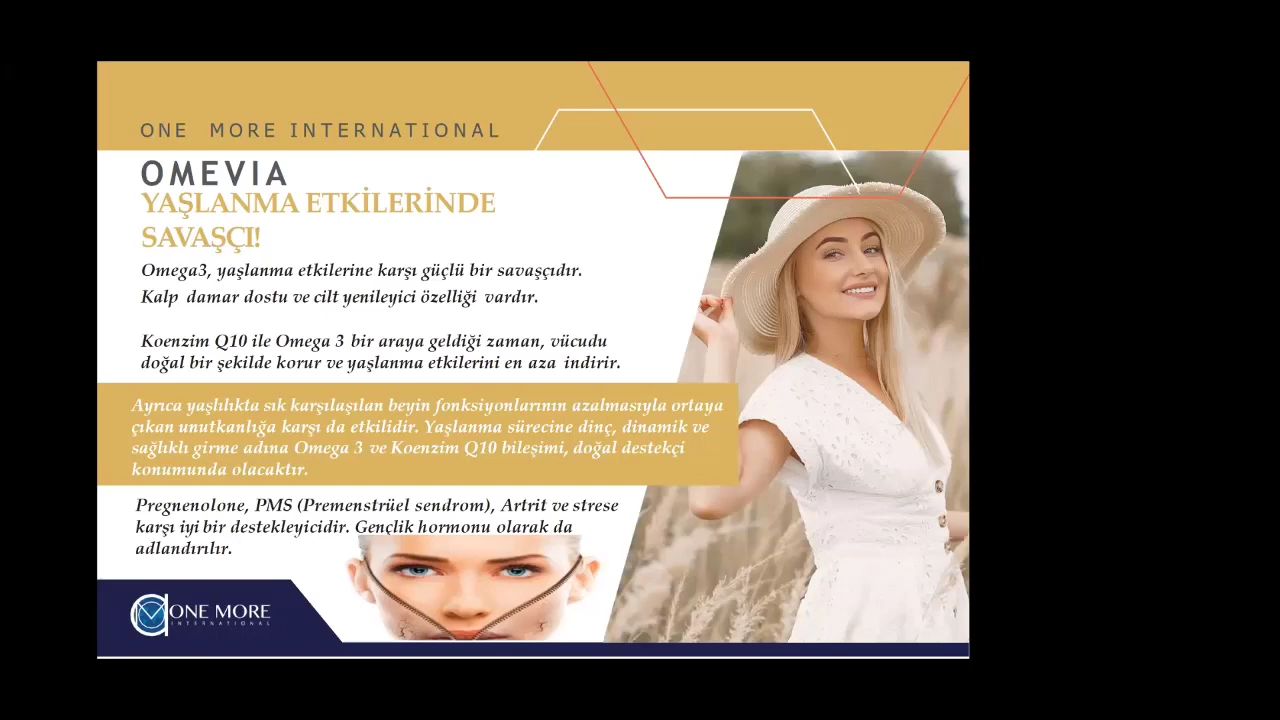 ONE MORE INTERNATIONAL
OMEVIA
YAŞLANMA ETKİLERİNDE
SAVAŞÇI!
Omega3, yaşlanma etkilerine karşı güçlü bir savaşçıdır.
Kalp damar dostu ve cilt yenileyici özelliği vardır.
Koenzim Q10 ile Omega 3 bir araya geldiği zaman, vücudu
doğal bir şekilde korur ve yaşlanma etkilerini en aza indirir.
Ayrıca yaşlılıkta sık karşılaşılan beyin fonksiyonlarının azalmasıyla ortaya
çıkan unutkanlığa karşı da etkilidir. Yaşlanma sürecine dinç, dinamik ve
sağlıklı girme adına Omega 3 ve Koenzim Q10 bileşimi, doğal destekçi
konumunda olacaktır.
Pregnenolone, PMS (Premenstrüel sendrom), Artrit ve strese
karşı iyi bir destekleyicidir. Gençlik hormonu olarak da
adlandırılır.
ONE MORE
INTERNATIONAL